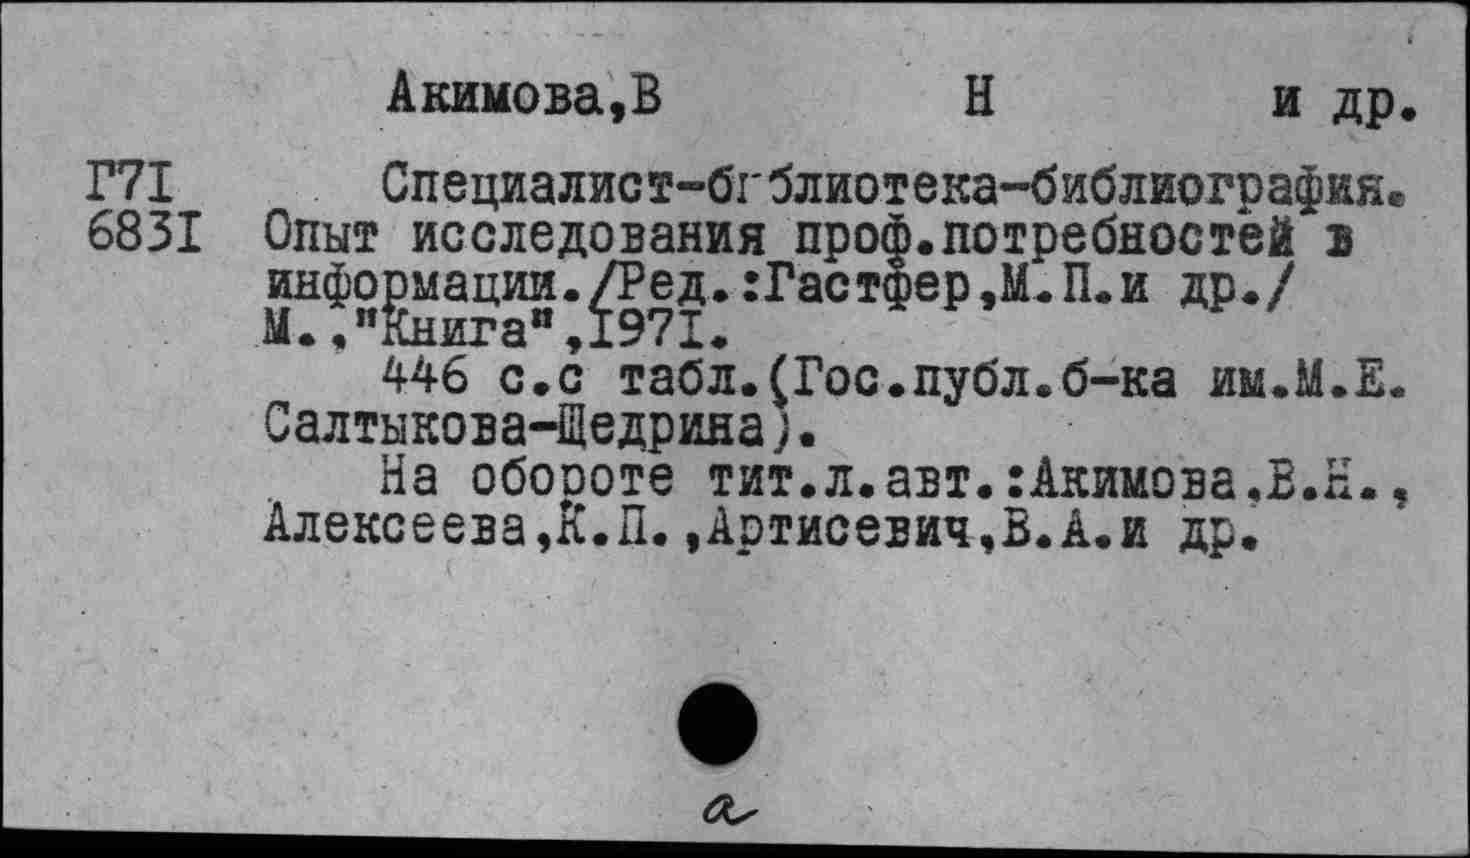 Акимова,В Н и др.
Г71 Специалист-библиотека-библиография.
6831 Опыт исследования проф.потребностей в
информации./Ред.:Гастфер,М.П.и др./
М.,"Книга",1971.
446 с.с табл.(Гос.публ.б-ка им.М.Е.
Салтыкова-Щедрина).
На обороте тит.л.авт.:Акимова,В.Н.,
Алексеева,К.П.,Артисевич,В.А.и др.
а